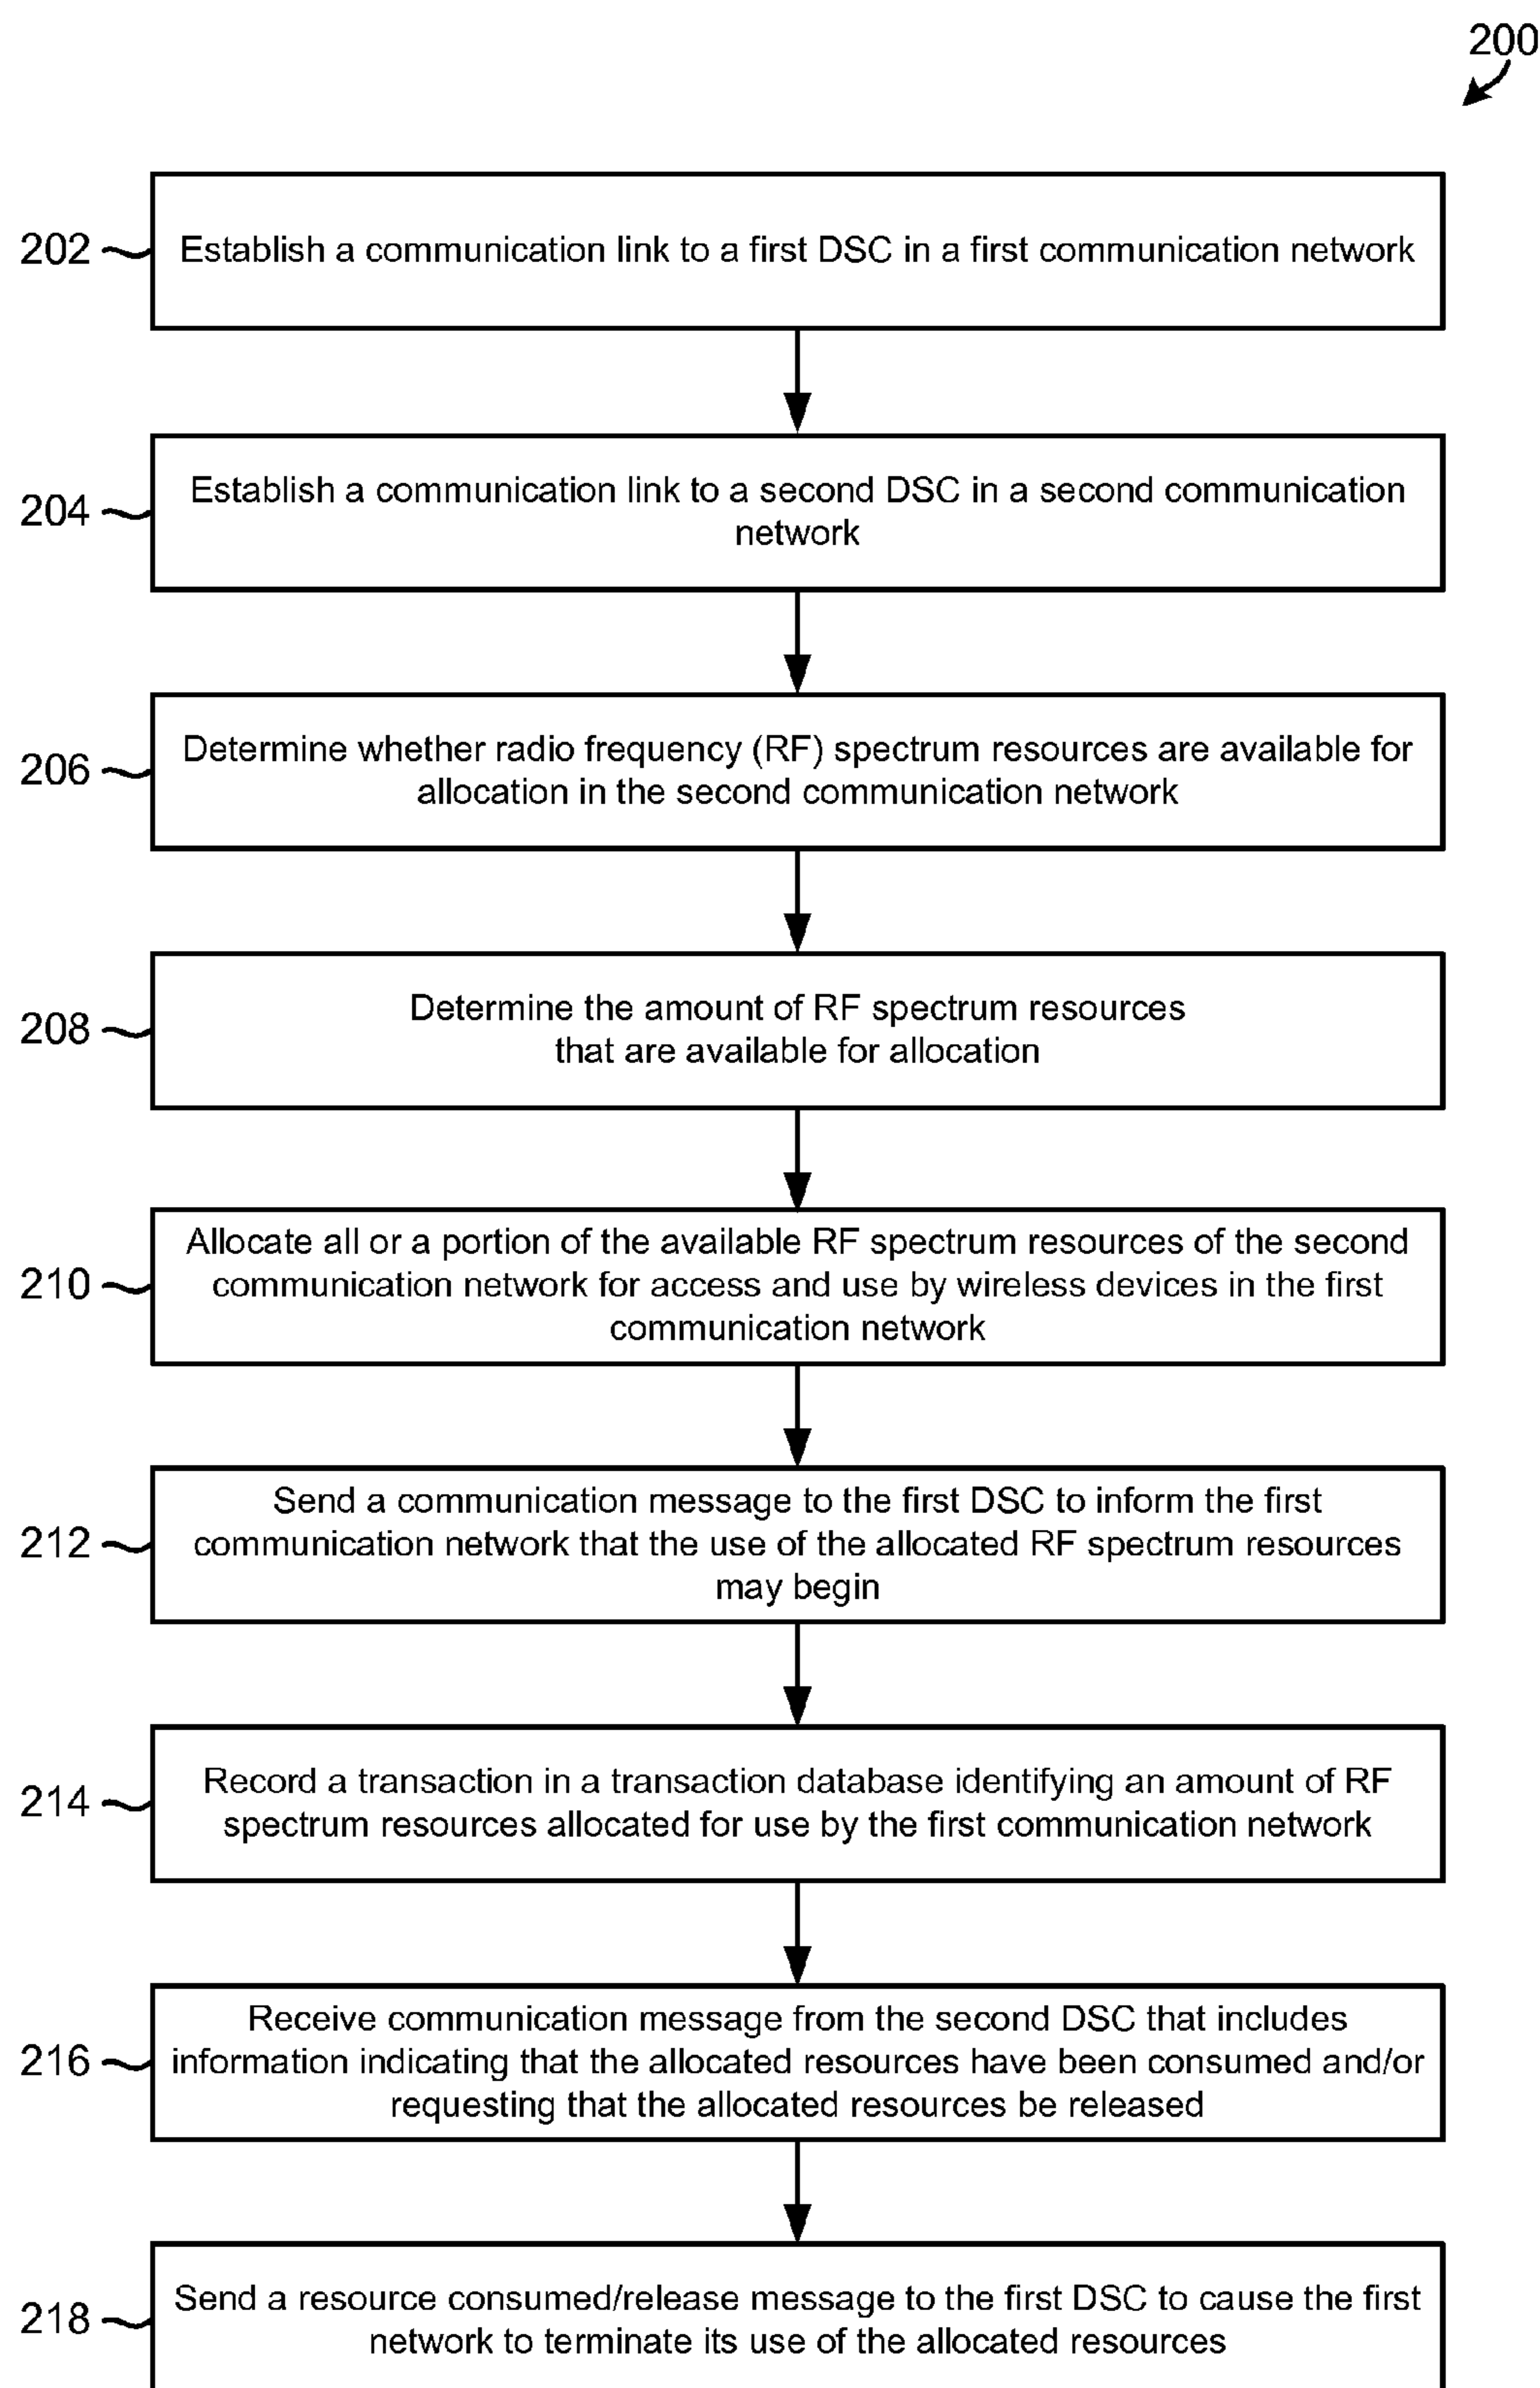 200
202
Establish a communication link to a first DSC in a first communication network
204
Establish a communication link to a second DSC in a second communication
network
206
Determine whether radio frequency (RF) spectrum resources are available for
allocation in the second communication network
208
Determine the amount of RF spectrum resources
that are available for allocation
210
Allocate all or a portion of the available RF spectrum resources of the second
communication network for access and use by wireless devices in the first
communication network
212
Send a communication message to the first DSC to inform the first
communication network that the use of the allocated RF spectrum resources
may begin
214
Record a transaction in a transaction database identifying an amount of RF
spectrum resources allocated for use by the first communication network
216
Receive communication message from the second DSC that includes
information indicating that the allocated resources have been consumed and/or
requesting that the allocated resources be released
218
Send a resource consumed/release message to the first DSC to cause the first
network to terminate its use of the allocated resources